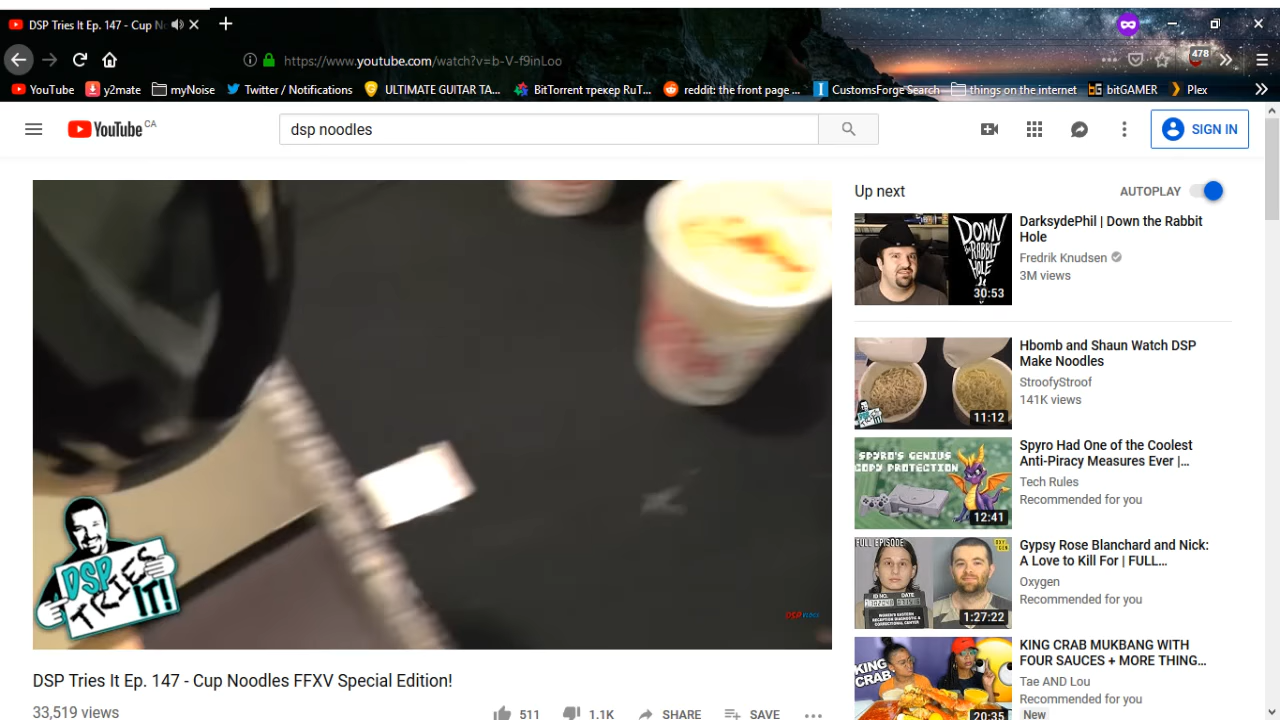 DSP Tries It Ep. 147 - Cup No
478
https://www.youtube.com/watch?v=b-V-f9inLoo
YouTube y2mate myNoise Twitter / Notifications ULTIMATE GUITAR TA... BitTorrent трекер RuT... reddit: the front page ... CustomsForge Search things on the internet bitGAMER Plex
YouTube CA
dsp noodles
SIGN IN
DSP
TRIES
IT!
DSP Tries It Ep. 147 - Cup Noodles FFXV Special Edition!
33,519 views
511 1.1K SHARE SAVE
Up next AUTOPLAY
DOWN
THE RABBIT
HOLE
30:53
DarksydePhil | Down the Rabbit
Hole
Fredrik Knudsen
3M views
11:12
Hbomb and Shaun Watch DSP
Make Noodles
StroofyStroof
141K views
SPYRO'S GENIUS
COPY PROTECTION
12:41
Spyro Had One of the Coolest
Anti-Piracy Measures Ever |...
Tech Rules
Recommended for you
FULL EPISODE
1:27:22
Gypsy Rose Blanchard and Nick:
A Love to Kill For | FULL...
Oxygen
Recommended for you
KING
CRAB
20:35
KING CRAB MUKBANG WITH
FOUR SAUCES + MORE THING...
Tae AND Lou
Recommended for you
New